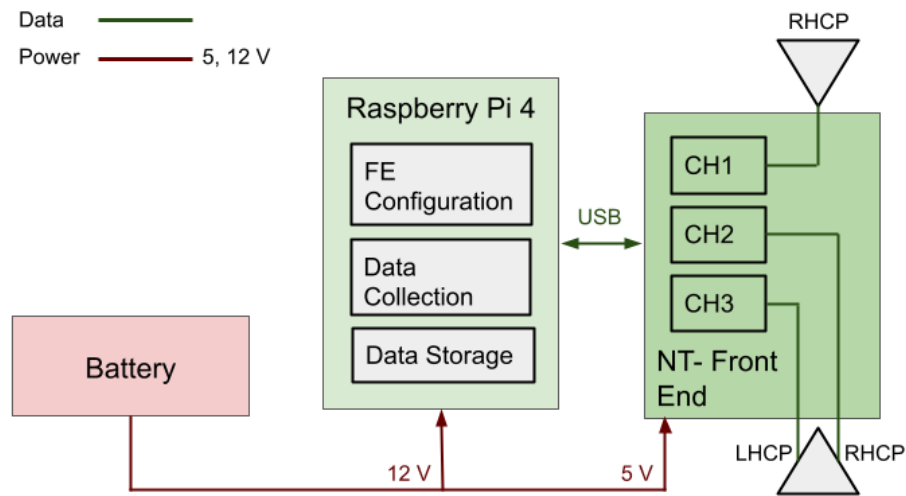 Data
Power
5, 12 V
RHCP
Raspberry Pi 4
FE
Configuration
Data
Collection
Data Storage
USB
CH1
CH2
CH3
NT- Front
End
Battery
12 V
5 V
LHCP
RHCP